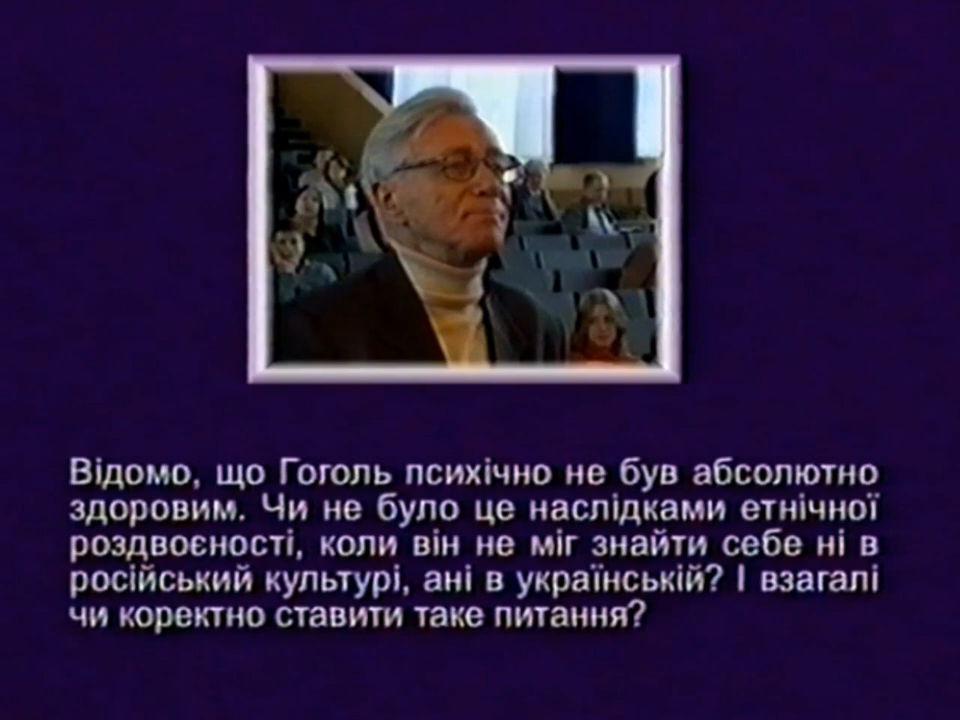 Відомо, що Гоголь психічно не був абсолютно
здоровим. Чи не було це наслідками етнічної
роздвоєності, коли він не міг знайти себе ні в
російський культурі, ані в українській? І взагалі
чи коректно ставити таке питання?